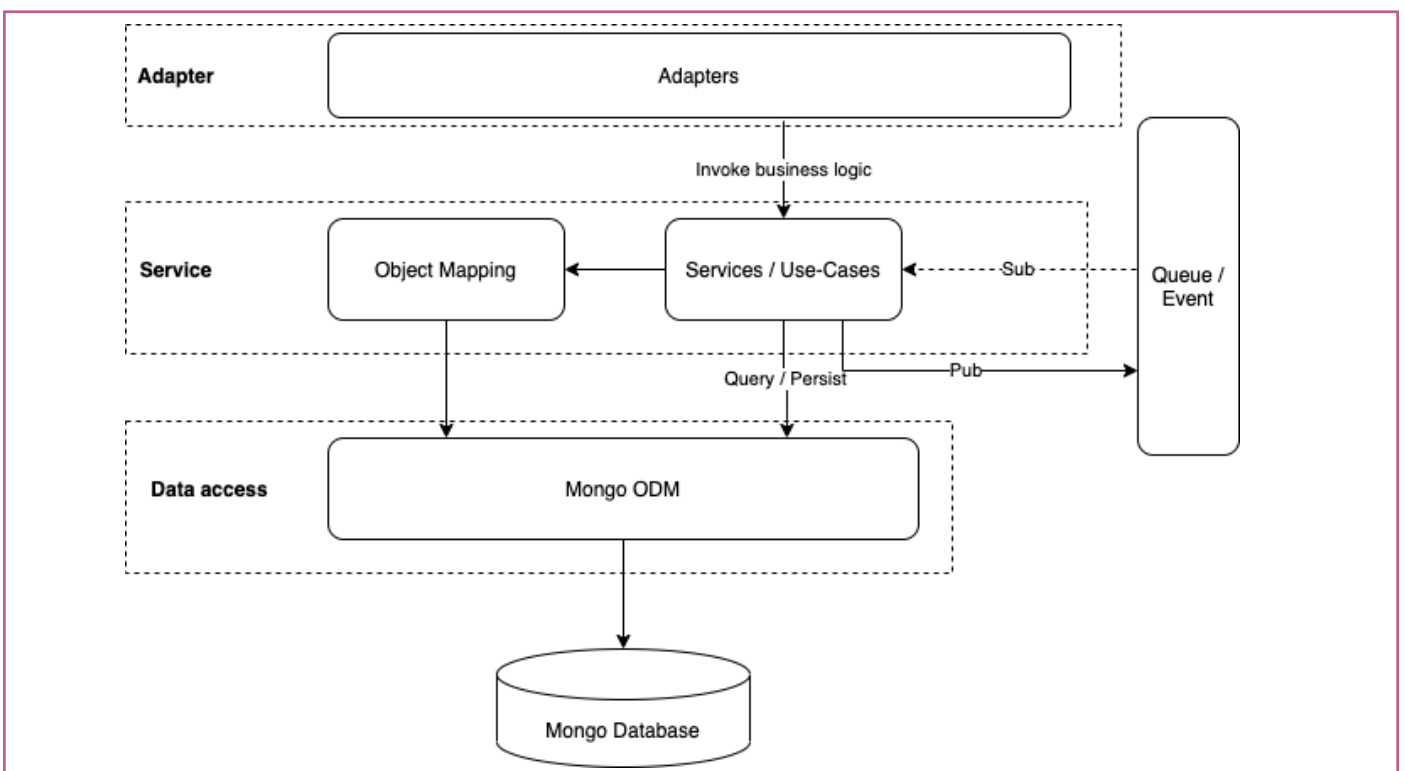 Adapter
Adapters
Invoke business logic
Service
Object Mapping
Services / Use-Cases
Sub
Queue /
Event
Query / Persist
Pub
Data access
Mongo ODM
Mongo Database